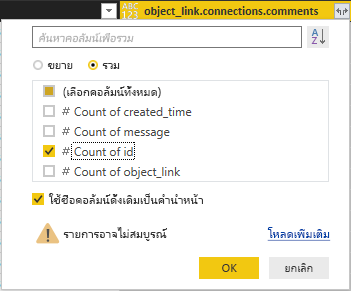 ABC
123
object_link.connections.comments
ค้นหาคอลัมน์เพื่อรวม
A
Z
ขยาย
รวม
(เลือกคอลัมน์ทั้งหมด)
# Count of created_time
# Count of message
# Count of id
# Count of object_link
ใช้ชื่อคอลัมน์ดั้งเดิมเป็นคำนำหน้า
รายการอาจไม่สมบูรณ์
โหลดเพิ่มเติม
OK
ยกเลิก